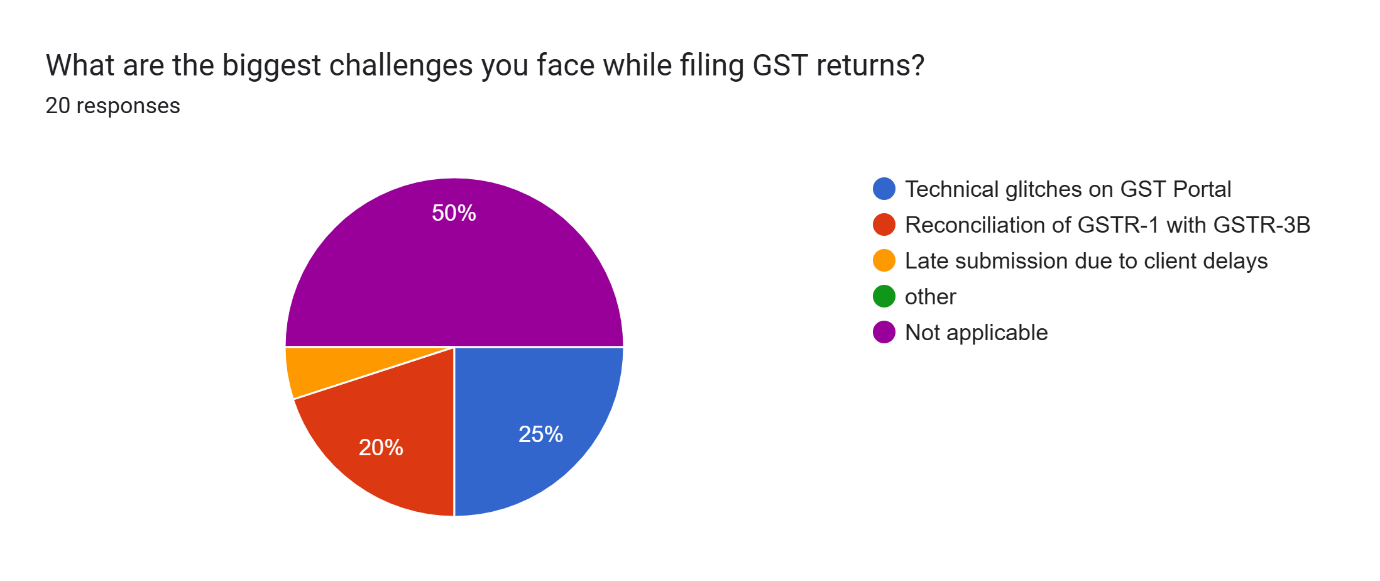 What are the biggest challenges you face while filing GST returns?
20 responses
50%
25%
20%
Technical glitches on GST Portal
Reconciliation of GSTR-1 with GSTR-3B
Late submission due to client delays
other
Not applicable